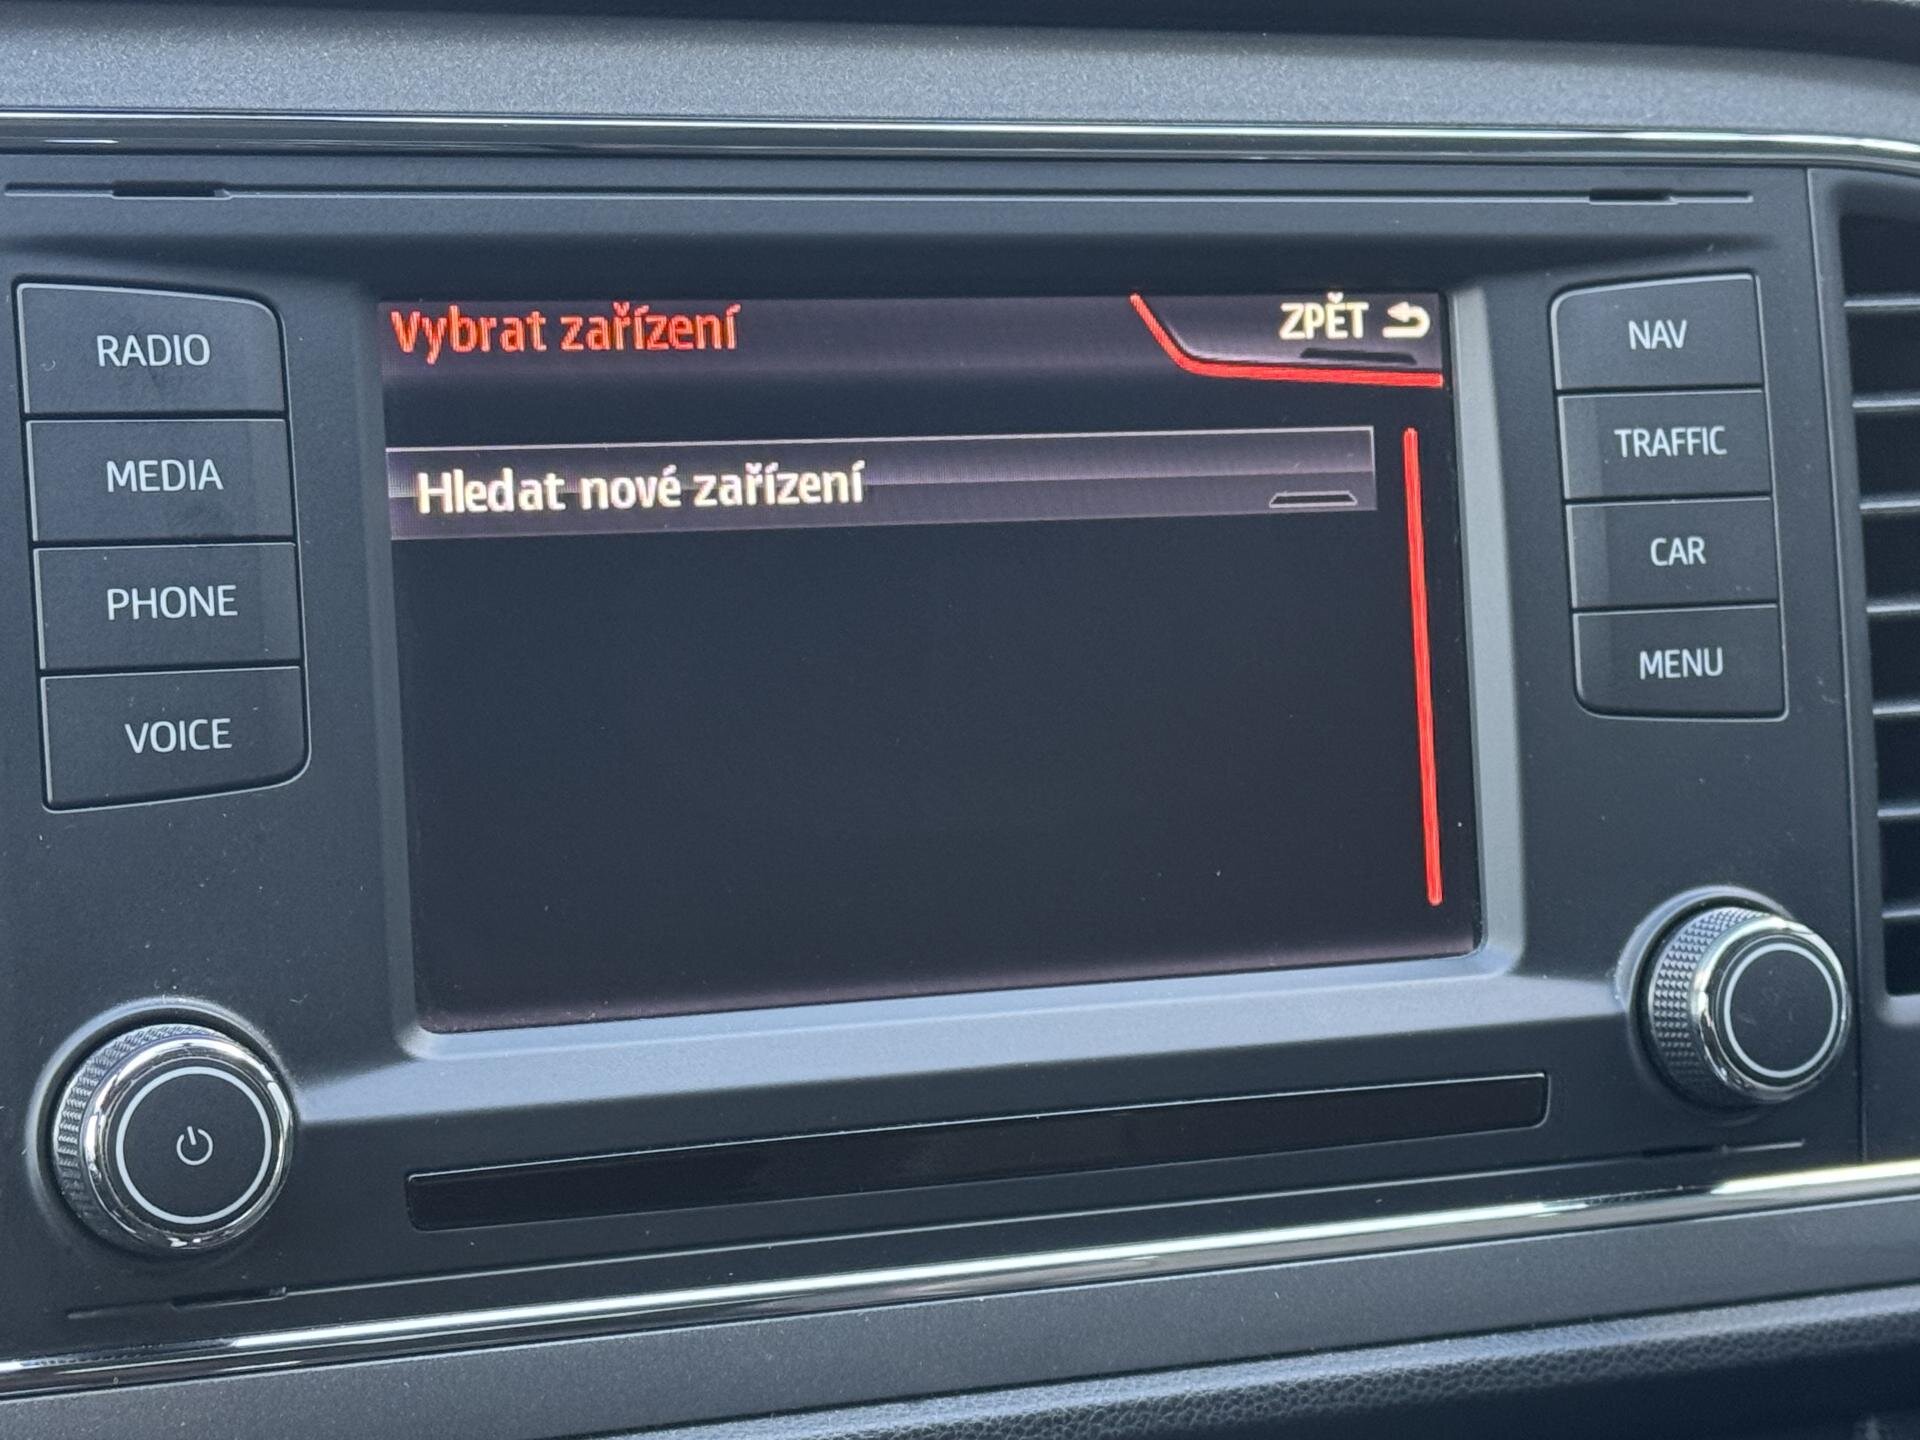 Vybrat zařízení
ZPĚT
Hledat nové zařízení
RADIO
MEDIA
PHONE
VOICE
NAV
TRAFFIC
CAR
MENU